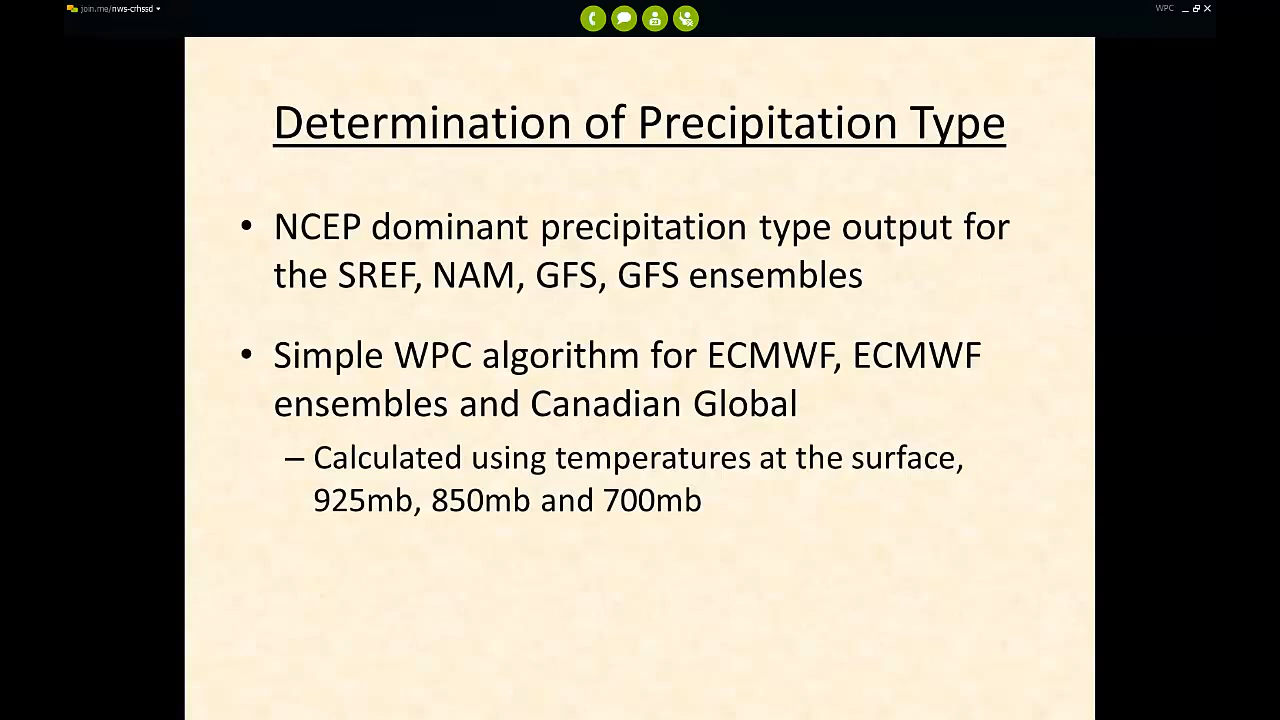 join.me/nws-crhssd
WPC
Determination of Precipitation Type
• NCEP dominant precipitation type output for
the SREF, NAM, GFS, GFS ensembles
• Simple WPC algorithm for ECMWF, ECMWF
ensembles and Canadian Global
– Calculated using temperatures at the surface,
925mb, 850mb and 700mb